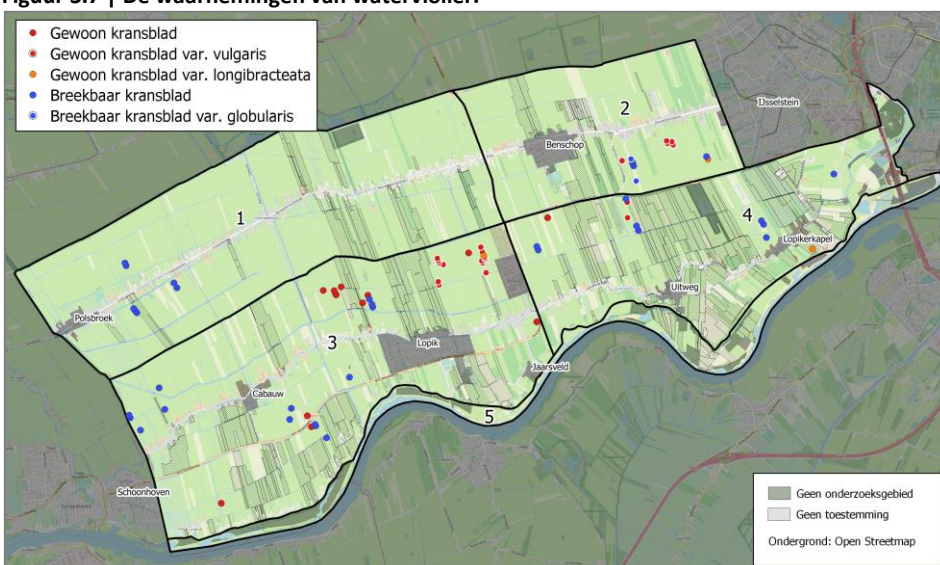 Figuur 3.7 | De waarnemingen van watervioolier.
Gewoon kransblad
Gewoon kransblad var. vulgaris
Gewoon kransblad var. longibracteata
Breekbaar kransblad
Breekbaar kransblad var. globularis
IJsselstein
2
Benschop
1
4
Lopikerkapel
Uitweg
Polsbroek
3
Lopik
Jaarsveld
Cabauw
5
Schoonhoven
Geen onderzoeksgebied
Geen toestemming
Ondergrond: Open Streetmap